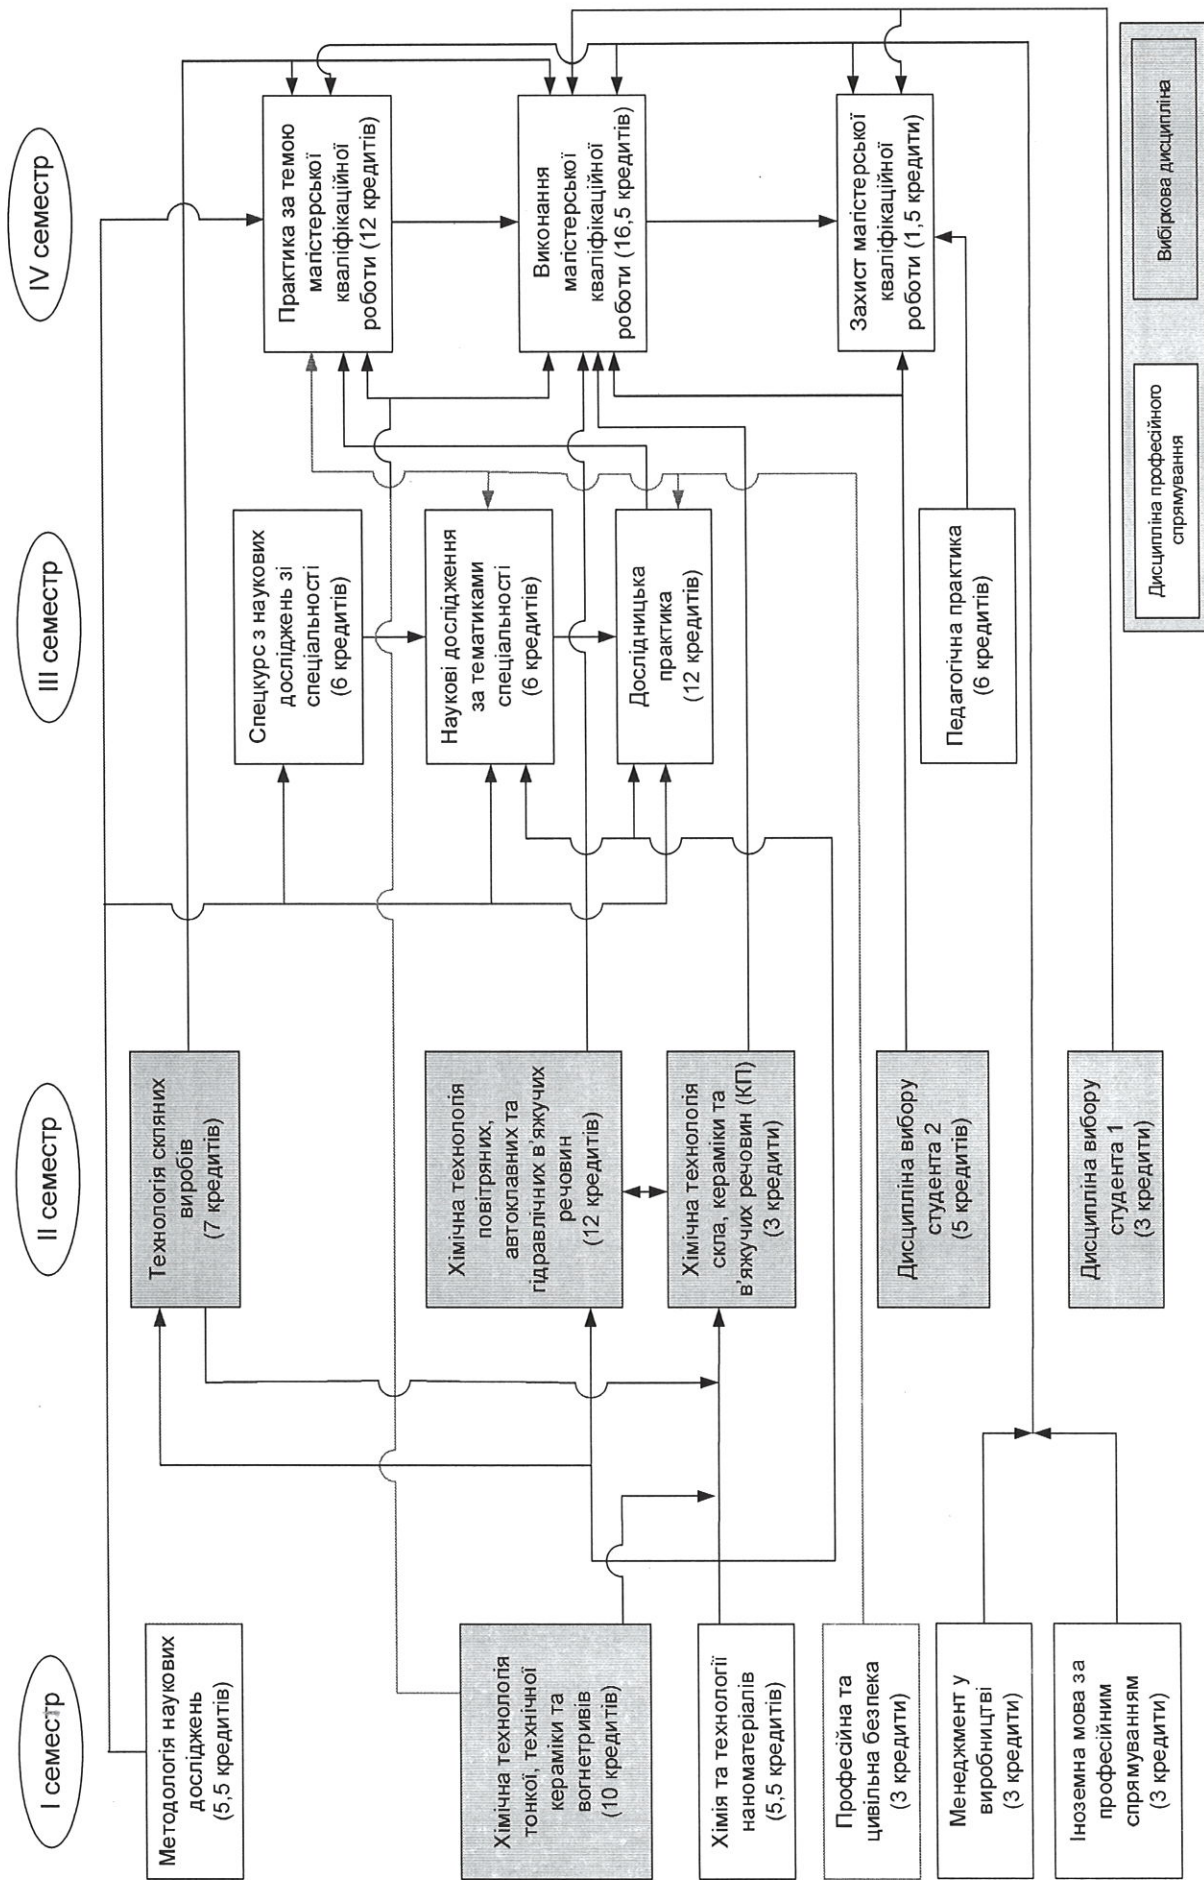 I семестр
Методологія наукових
досліджень
(5,5 кредитів)
Хімічна технологія
тонкої, технічної
кераміки та
вогнетривів
(10 кредитів)
Хімія та технології
наноматеріалів
(5,5 кредитів)
Професійна та
цивільна безпека
(3 кредити)
Менеджмент у
виробництві
(3 кредити)
Іноземна мова за
професійним
спрямуванням
(3 кредити)
II семестр
Технологія скляних
виробів
(7 кредитів)
Хімічна технологія
повітряних,
автоклавних та
гідравлічних в'яжучих
речовин
(12 кредитів)
Хімічна технологія
скла, кераміки та
в'яжучих речовин (КП)
(3 кредити)
Дисципліна вибору
студента 2
(5 кредитів)
Дисципліна вибору
студента 1
(3 кредити)
III семестр
Спецкурс з наукових
досліджень зі
спеціальності
(6 кредитів)
Наукові дослідження
за тематиками
спеціальності
(6 кредитів)
Дослідницька
практика
(12 кредитів)
Педагогічна практика
(6 кредитів)
IV семестр
Практика за темою
магістерської
кваліфікаційної
роботи (12 кредитів)
Виконання
магістерської
кваліфікаційної
роботи (16,5 кредитів)
Захист магістерської
кваліфікаційної
роботи (1,5 кредити)
Дисципліна професійного
спрямування
Вибіркова дисципліна